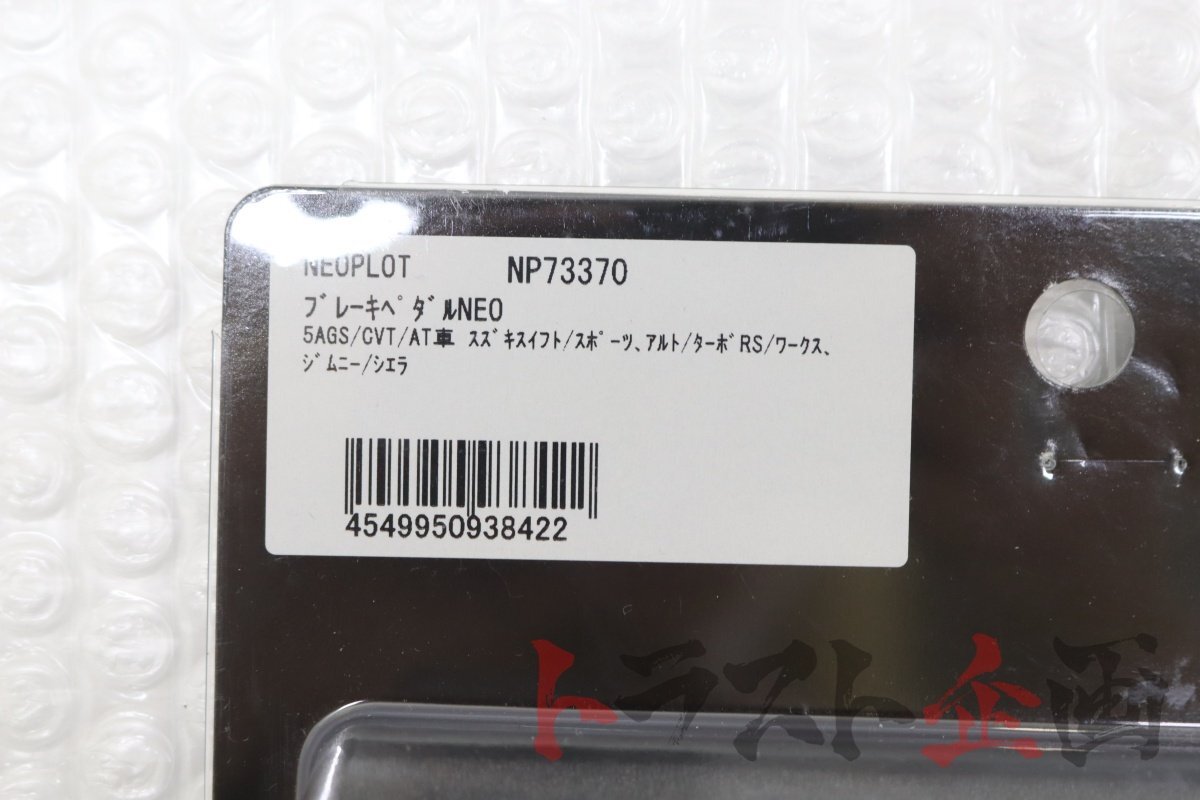 NEOPLOT NP73370
ﾌﾞﾚｰｷﾍﾟﾀﾞﾙNEO
5AGS/CVT/AT車 ｽｽﾞｷｽｲﾌﾄ/ｽﾎﾟｰﾂ､ｱﾙﾄ/ﾀｰﾎﾞRS/ﾜｰｸｽ､
ｼﾞﾑﾆｰ/ｼｴﾗ
4549950938422
トラスト企画